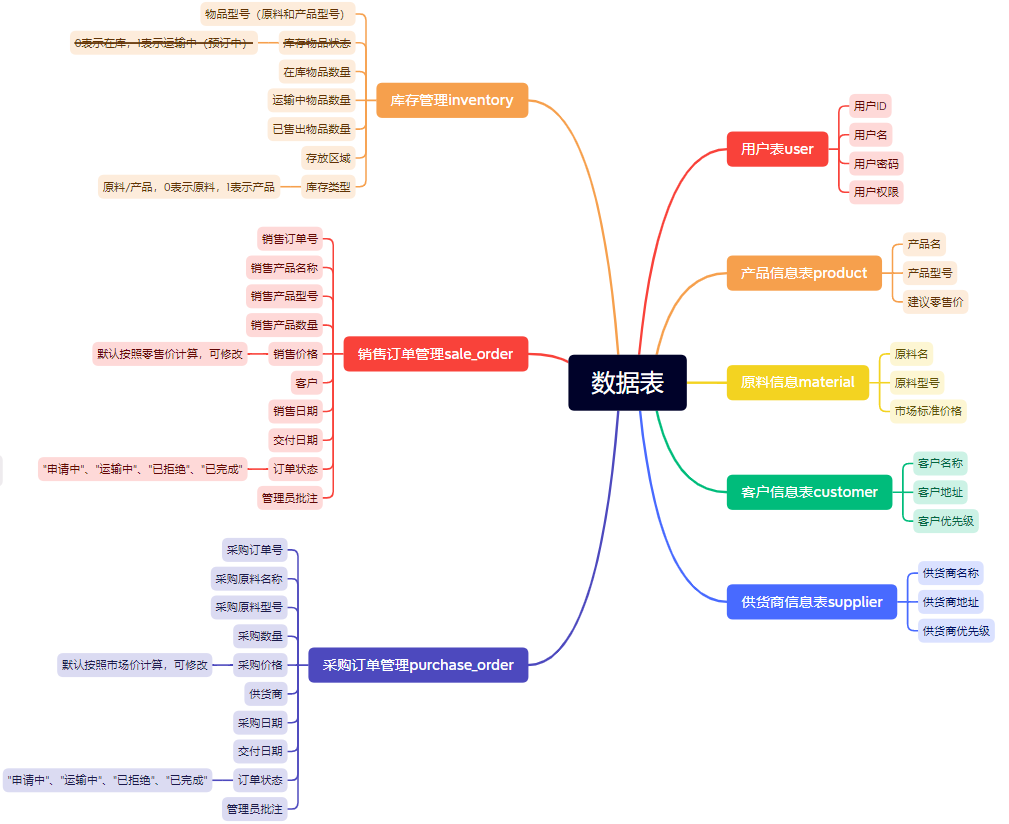 数据表
用户表user
用户ID
用户名
用户密码
用户权限
产品信息表product
产品名
产品型号
建议零售价
原料信息material
原料名
原料型号
市场标准价格
客户信息表customer
客户名称
客户地址
客户优先级
供货商信息表supplier
供货商名称
供货商地址
供货商优先级
库存管理inventory
物品型号（原料和产品型号）
库存物品状态
0表示在库，1表示运输中（预订中）
在库物品数量
运输中物品数量
已售出物品数量
存放区域
库存类型
原料/产品，0表示原料，1表示产品
销售订单管理sale_order
销售订单号
销售产品名称
销售产品型号
销售产品数量
销售价格
默认按照零售价计算，可修改
客户
销售日期
交付日期
订单状态
"申请中"、"运输中"、"已拒绝"、"已完成"
管理员批注
采购订单管理purchase_order
采购订单号
采购原料名称
采购原料型号
采购数量
采购价格
默认按照市场价计算，可修改
供货商
采购日期
交付日期
订单状态
"申请中"、"运输中"、"已拒绝"、"已完成"
管理员批注